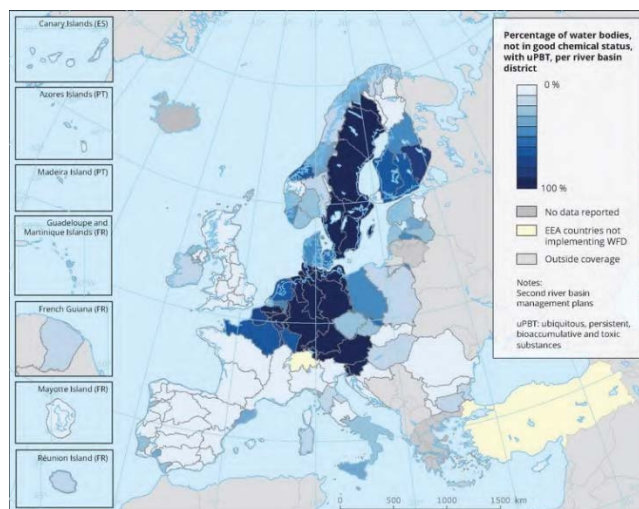 Canary Islands (ES)
Azores Islands (PT)
Madeira Island (PT)
Guadeloupe and
Martinique Islands (FR)
French Guiana (FR)
Mayotte Island (FR)
Réunion Island (FR)
Percentage of water bodies,
not in good chemical status,
with uPBT, per river basin
district
0 %
100 %
No data reported
EEA countries not
implementing WFD
Outside coverage
Notes:
Second river basin
management plans
uPBT: ubiquitous, persistent,
bioaccumulative and toxic
substances
0 500 1000 1500 km